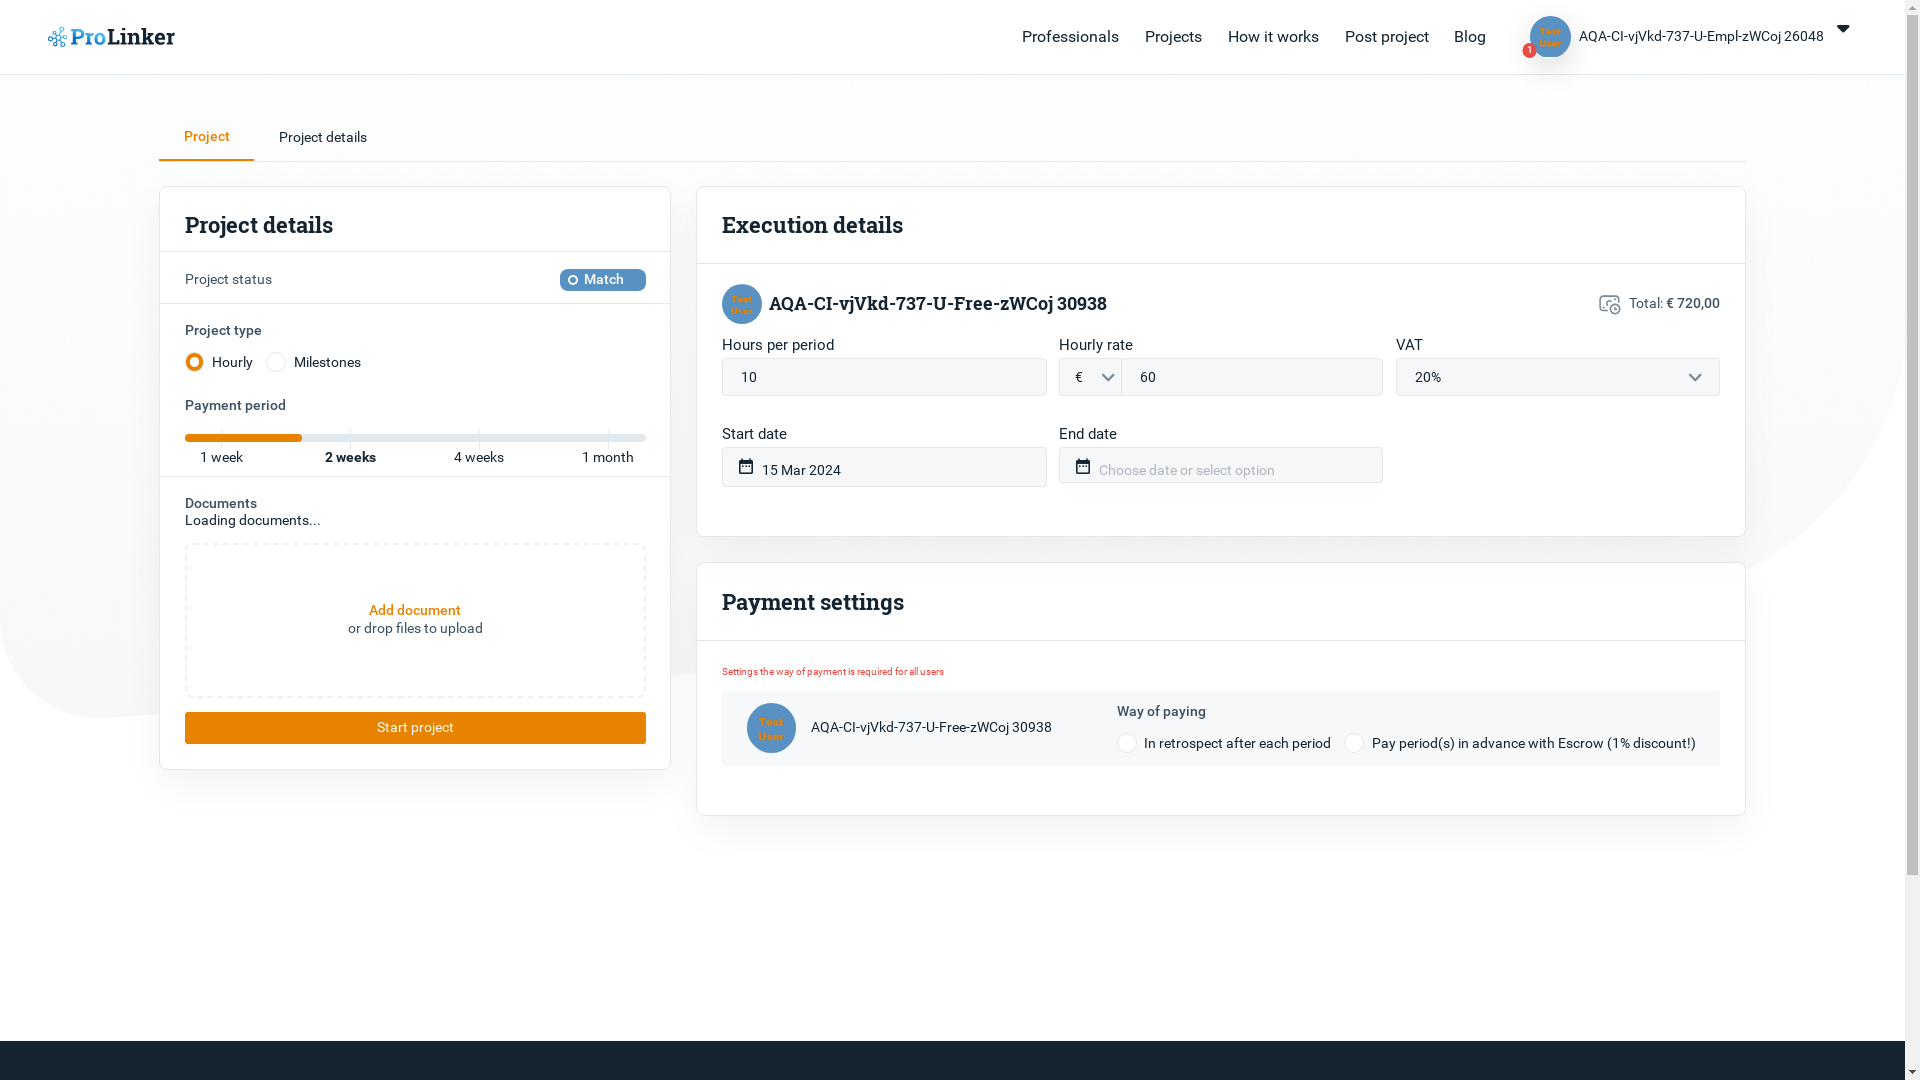 ProLinker
Professionals Projects How it works Post project Blog
Test User
1
AQA-CI-vjVkd-737-U-Empl-zWCoj 26048
Project Project details
Project details
Project status Match
Project type
Hourly Milestones
Payment period
1 week 2 weeks 4 weeks 1 month
Documents
Loading documents...
Add document
or drop files to upload
Start project
Execution details
Test User
AQA-CI-vjVkd-737-U-Free-zWCoj 30938
Total: € 720,00
Hours per period Hourly rate VAT
10 € 60 20%
Start date End date
15 Mar 2024 Choose date or select option
Payment settings
Settings the way of payment is required for all users
Test
User
AQA-CI-vjVkd-737-U-Free-zWCoj 30938
Way of paying
In retrospect after each period Pay period(s) in advance with Escrow (1% discount!)